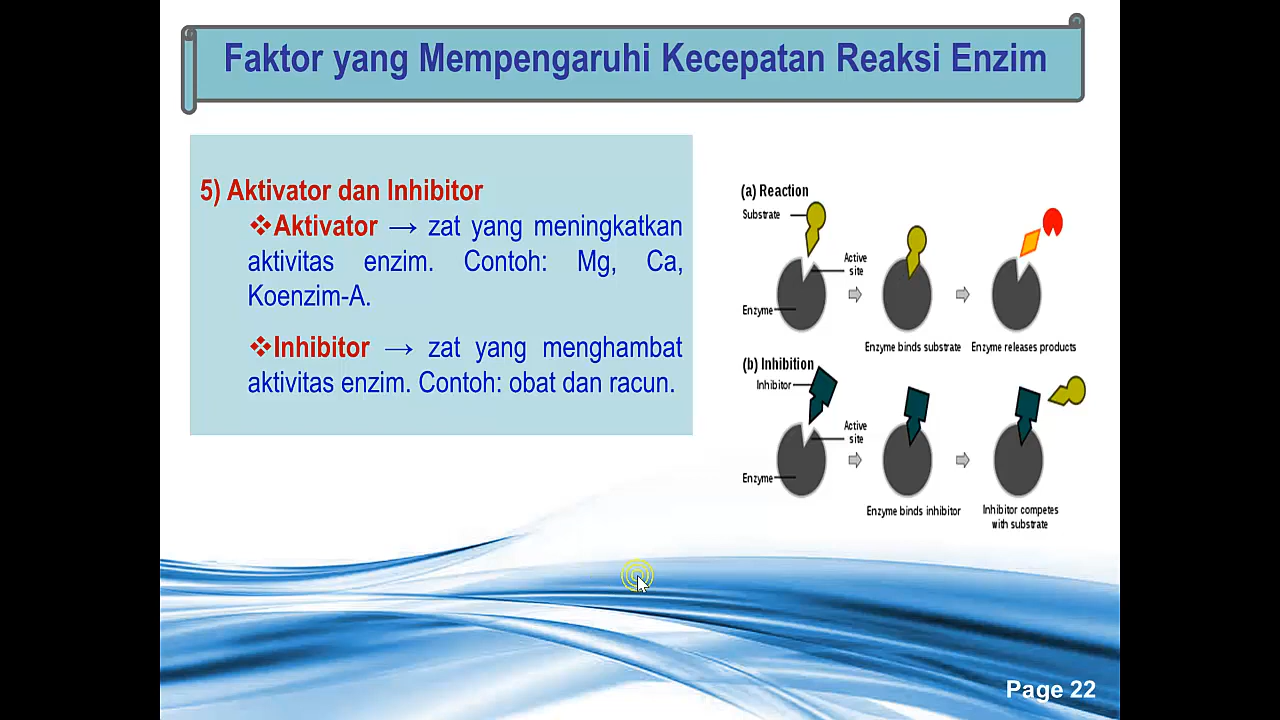 Faktor yang Mempengaruhi Kecepatan Reaksi Enzim
5) Aktivator dan Inhibitor
❖Aktivator → zat yang meningkatkan
aktivitas enzim. Contoh: Mg, Ca,
Koenzim-A.
❖Inhibitor → zat yang menghambat
aktivitas enzim. Contoh: obat dan racun.
(a) Reaction
Substrate
Active
site
Enzyme
Enzyme binds substrate
Enzyme releases products
(b) Inhibition
Inhibitor
Active
site
Enzyme
Enzyme binds inhibitor
Inhibitor competes
with substrate
Page 22